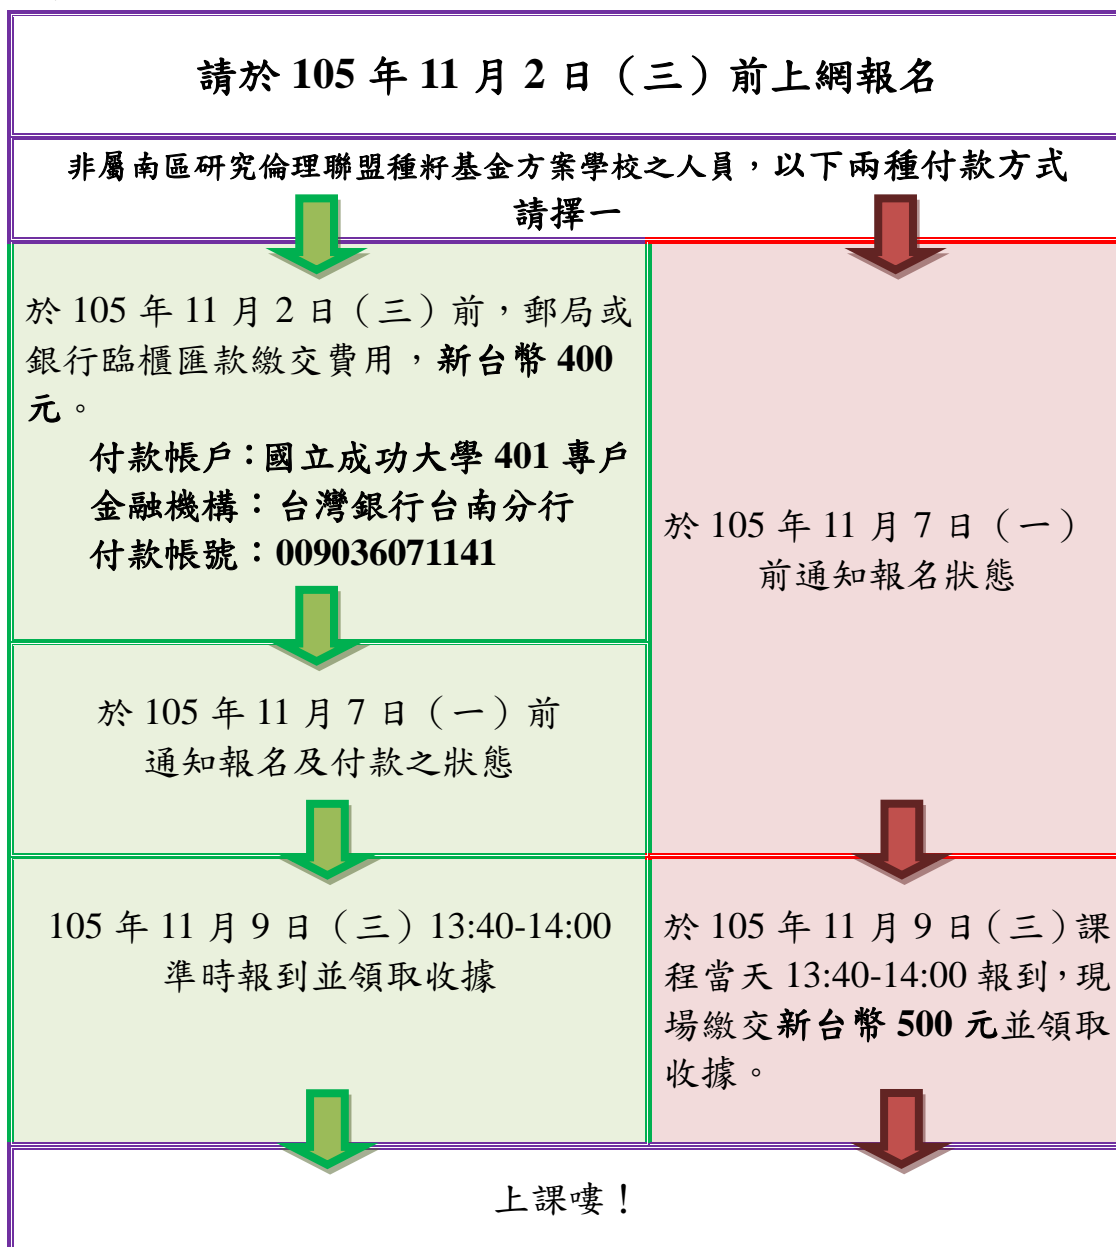 請於 105 年 11 月 2 日（三）前上網報名
非屬南區研究倫理聯盟種籽基金方案學校之人員，以下兩種付款方式
請擇一
於 105 年 11 月 2 日（三）前，郵局或
銀行臨櫃匯款繳交費用，新台幣 400
元。
付款帳戶：國立成功大學 401 專戶
金融機構：台灣銀行台南分行
付款帳號：009036071141
於 105 年 11 月 7 日（一）前
通知報名及付款之狀態
105 年 11 月 9 日（三）13:40-14:00
準時報到並領取收據
於 105 年 11 月 7 日（一）
前通知報名狀態
於 105 年 11 月 9 日（三）課
程當天 13:40-14:00 報到，現
場繳交新台幣 500 元並領取
收據。
上課嘍！